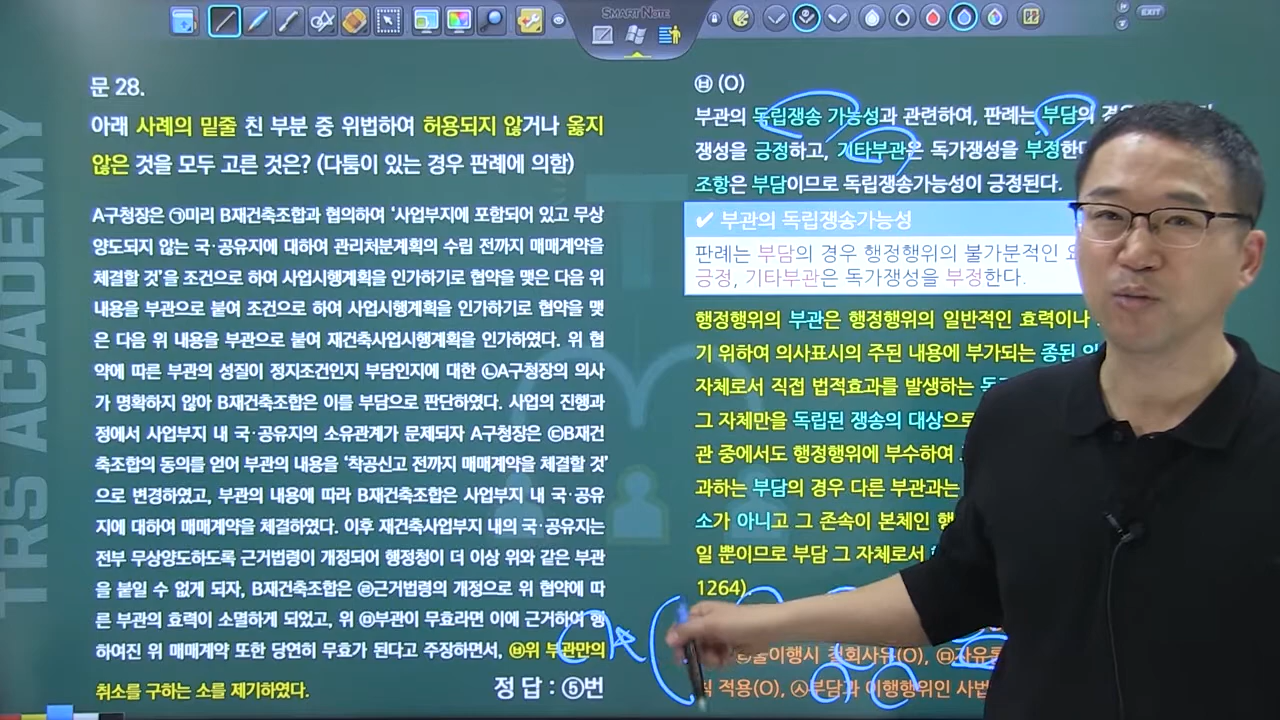 SMART NOTE
EXIT
TRS ACADEMY
문 28.
아래 사례의 밑줄 친 부분 중 위법하여 허용되지 않거나 옳지
않은 것을 모두 고른 것은? (다툼이 있는 경우 판례에 의함)
A구청장은 ㉠미리 B재건축조합과 협의하여 ‘사업부지에 포함되어 있고 무상
양도되지 않는 국·공유지에 대하여 관리처분계획의 수립 전까지 매매계약을
체결할 것’을 조건으로 하여 사업시행계획을 인가하기로 협약을 맺은 다음 위
내용을 부관으로 붙여 조건으로 하여 사업시행계획을 인가하기로 협약을 맺
은 다음 위 내용을 부관으로 붙여 재건축사업시행계획을 인가하였다. 위 협
약에 따른 부관의 성질이 정지조건인지 부담인지에 대한 ㉡A구청장의 의사
가 명확하지 않아 B재건축조합은 이를 부담으로 판단하였다. 사업의 진행과
정에서 사업부지 내 국·공유지의 소유관계가 문제되자 A구청장은 ㉢B재건
축조합의 동의를 얻어 부관의 내용을 ‘착공신고 전까지 매매계약을 체결할 것’
으로 변경하였고, 부관의 내용에 따라 B재건축조합은 사업부지 내 국·공유
지에 대하여 매매계약을 체결하였다. 이후 재건축사업부지 내의 국·공유지는
전부 무상양도하도록 근거법령이 개정되어 행정청이 더 이상 위와 같은 부관
을 붙일 수 없게 되자, B재건축조합은 ㉣근거법령의 개정으로 위 협약에 따
른 부관의 효력이 소멸하게 되었고, 위 ㉤부관이 무효라면 이에 근거하여 행
하여진 위 매매계약 또한 당연히 무효가 된다고 주장하면서, ㉥위 부관만의
취소를 구하는 소를 제기하였다.
정 답 : ⑤번
㉥ (O)
부관의 독립쟁송 가능성과 관련하여, 판례는 부담의 경우
쟁성을 긍정하고, 기타부관은 독가쟁성을 부정한다
조항은 부담이므로 독립쟁송가능성이 긍정된다.
✔ 부관의 독립쟁송가능성
판례는 부담의 경우 행정행위의 불가분적인 요
긍정, 기타부관은 독가쟁성을 부정한다.
행정행위의 부관은 행정행위의 일반적인 효력이나
기 위하여 의사표시의 주된 내용에 부가되는 종된
자체로서 직접 법적효과를 발생하는
그 자체만을 독립된 쟁송의 대상으로
관 중에서도 행정행위에 부수하여
과하는 부담의 경우 다른 부관과는
소가 아니고 그 존속이 본체인 행
일 뿐이므로 부담 그 자체로서
1264).
불이행시 철회사유(O), ㉤자유
적용(O), ㉦부담과 이행행위인 사법